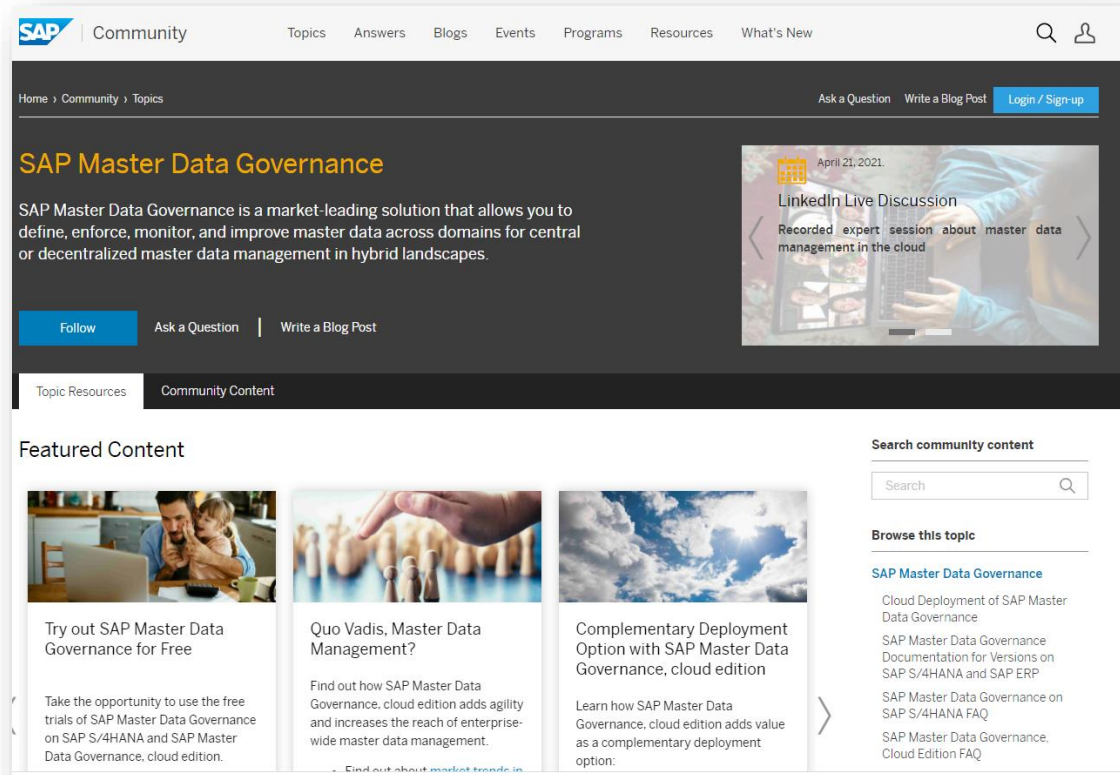 SAP Community Topics Answers Blogs Events Programs Resources What's New
Home › Community › Topics
Ask a Question Write a Blog Post Login / Sign-up
SAP Master Data Governance
SAP Master Data Governance is a market-leading solution that allows you to
define, enforce, monitor, and improve master data across domains for central
or decentralized master data management in hybrid landscapes.
Follow Ask a Question Write a Blog Post
April 21, 2021.
LinkedIn Live Discussion
Recorded expert session about master data
management in the cloud
Topic Resources Community Content
Featured Content
Try out SAP Master Data
Governance for Free
Take the opportunity to use the free
trials of SAP Master Data Governance
on SAP S/4HANA and SAP Master
Data Governance, cloud edition.
Quo Vadis, Master Data
Management?
Find out how SAP Master Data
Governance, cloud edition adds agility
and increases the reach of enterprise-
wide master data management.
• Find out about market trends in
Complementary Deployment
Option with SAP Master Data
Governance, cloud edition
Learn how SAP Master Data
Governance, cloud edition adds value
as a complementary deployment
option:
Search community content
Search
Browse this topic
SAP Master Data Governance
Cloud Deployment of SAP Master
Data Governance
SAP Master Data Governance
Documentation for Versions on
SAP S/4HANA and SAP ERP
SAP Master Data Governance on
SAP S/4HANA FAQ
SAP Master Data Governance,
Cloud Edition FAQ